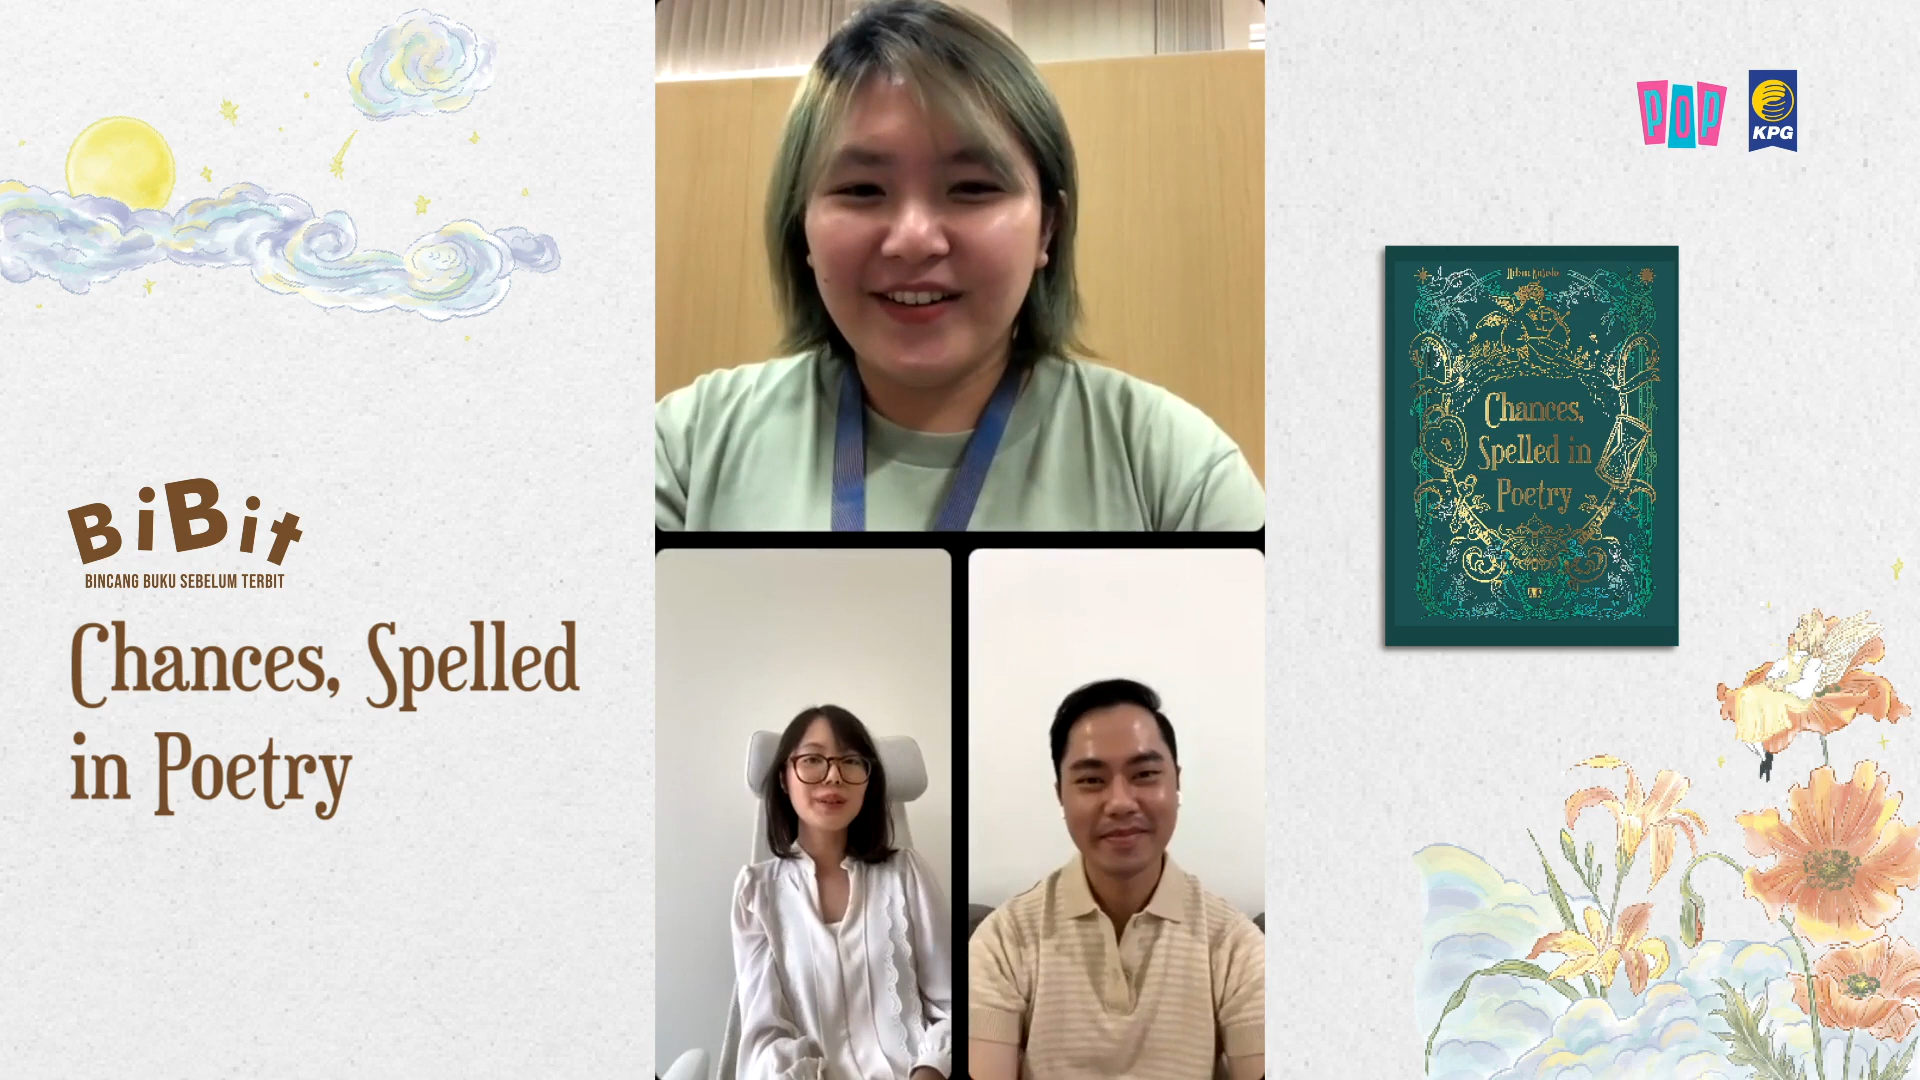 BiBit
BINCANG BUKU SEBELUM TERBIT
Chances, Spelled
in Poetry
POP
KPG
Chances,
Spelled in
Poetry